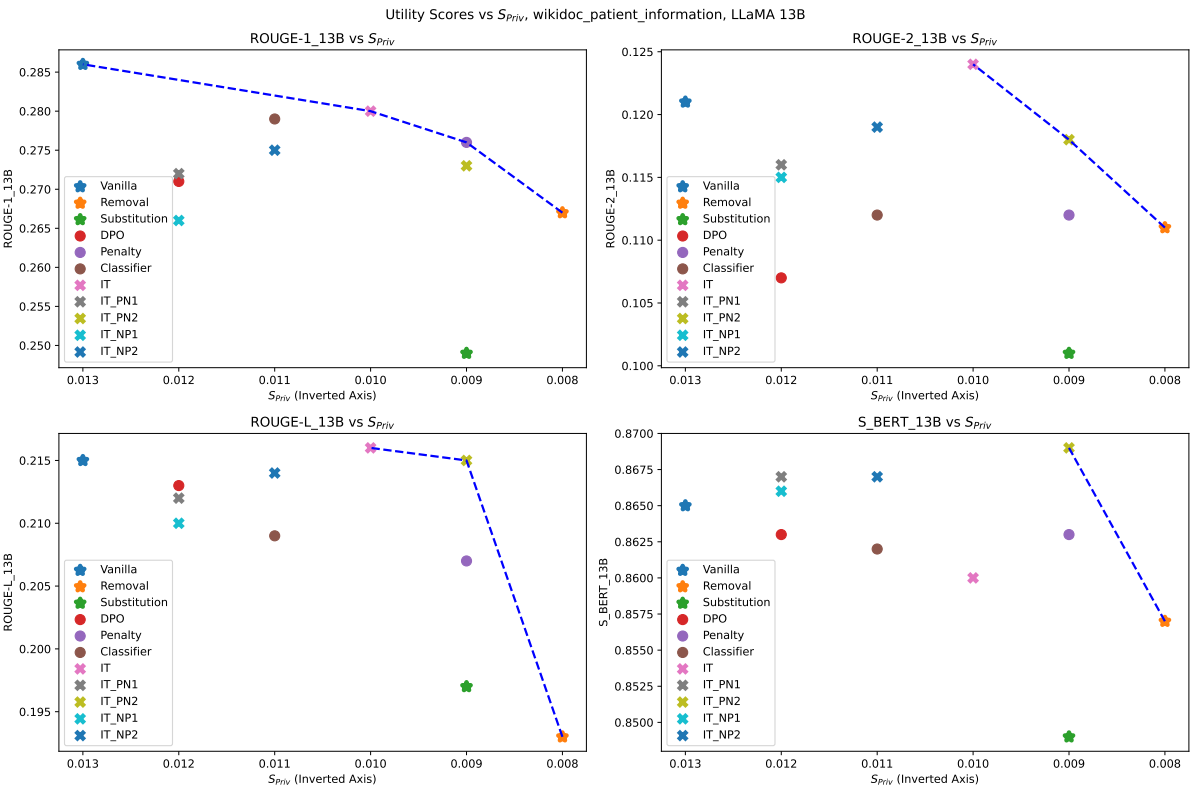 Utility Scores vs S_Priv, wikidoc_patient_information, LLaMA 13B
ROUGE-1_13B vs S_Priv
ROUGE-1_13B
0.285
0.280
0.275
0.270
0.265
0.260
0.255
0.250
Vanilla
Removal
Substitution
DPO
Penalty
Classifier
IT
IT_PN1
IT_PN2
IT_NP1
IT_NP2
0.013 0.012 0.011 0.010 0.009 0.008
S_Priv (Inverted Axis)
ROUGE-2_13B vs S_Priv
ROUGE-2_13B
0.125
0.120
0.115
0.110
0.105
0.100
Vanilla
Removal
Substitution
DPO
Penalty
Classifier
IT
IT_PN1
IT_PN2
IT_NP1
IT_NP2
0.013 0.012 0.011 0.010 0.009 0.008
S_Priv (Inverted Axis)
ROUGE-L_13B vs S_Priv
ROUGE-L_13B
0.215
0.210
0.205
0.200
0.195
Vanilla
Removal
Substitution
DPO
Penalty
Classifier
IT
IT_PN1
IT_PN2
IT_NP1
IT_NP2
0.013 0.012 0.011 0.010 0.009 0.008
S_Priv (Inverted Axis)
S_BERT_13B vs S_Priv
S_BERT_13B
0.8700
0.8675
0.8650
0.8625
0.8600
0.8575
0.8550
0.8525
0.8500
Vanilla
Removal
Substitution
DPO
Penalty
Classifier
IT
IT_PN1
IT_PN2
IT_NP1
IT_NP2
0.013 0.012 0.011 0.010 0.009 0.008
S_Priv (Inverted Axis)